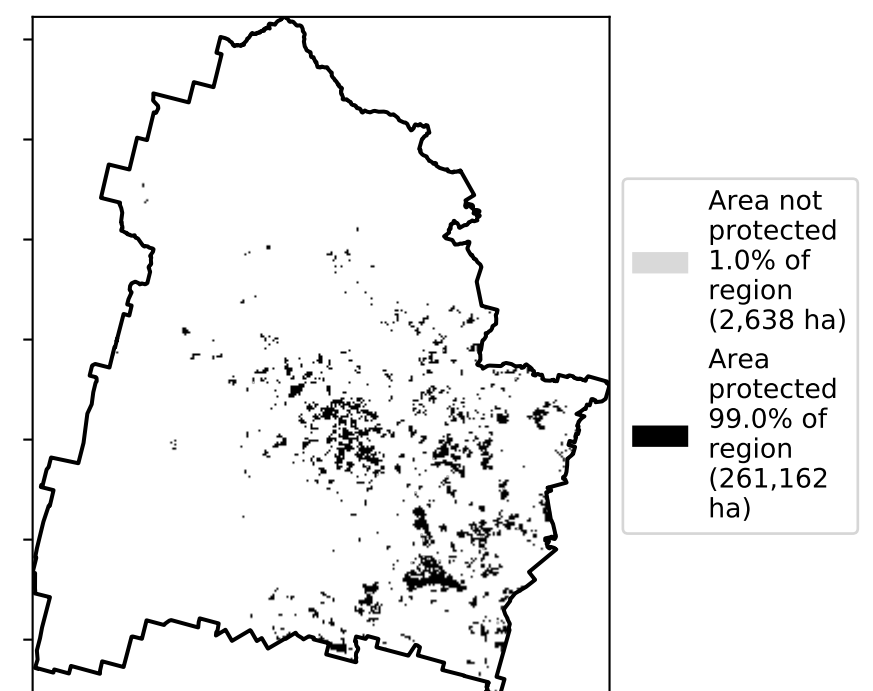 Area not
protected
1.0% of
region
(2,638 ha)
Area
protected
99.0% of
region
(261,162
ha)